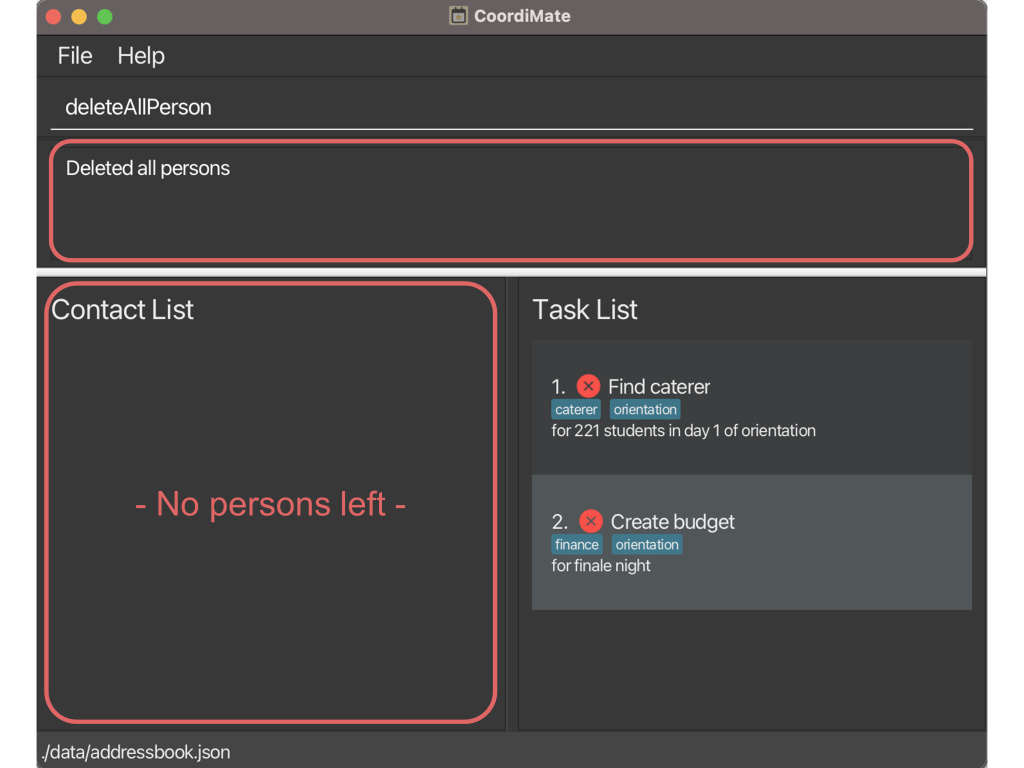 CoordiMate
File Help
deleteAllPerson
Deleted all persons
Contact List
- No persons left -
Task List
1. Find caterer
caterer orientation
for 221 students in day 1 of orientation
2. Create budget
finance orientation
for finale night
./data/addressbook.json